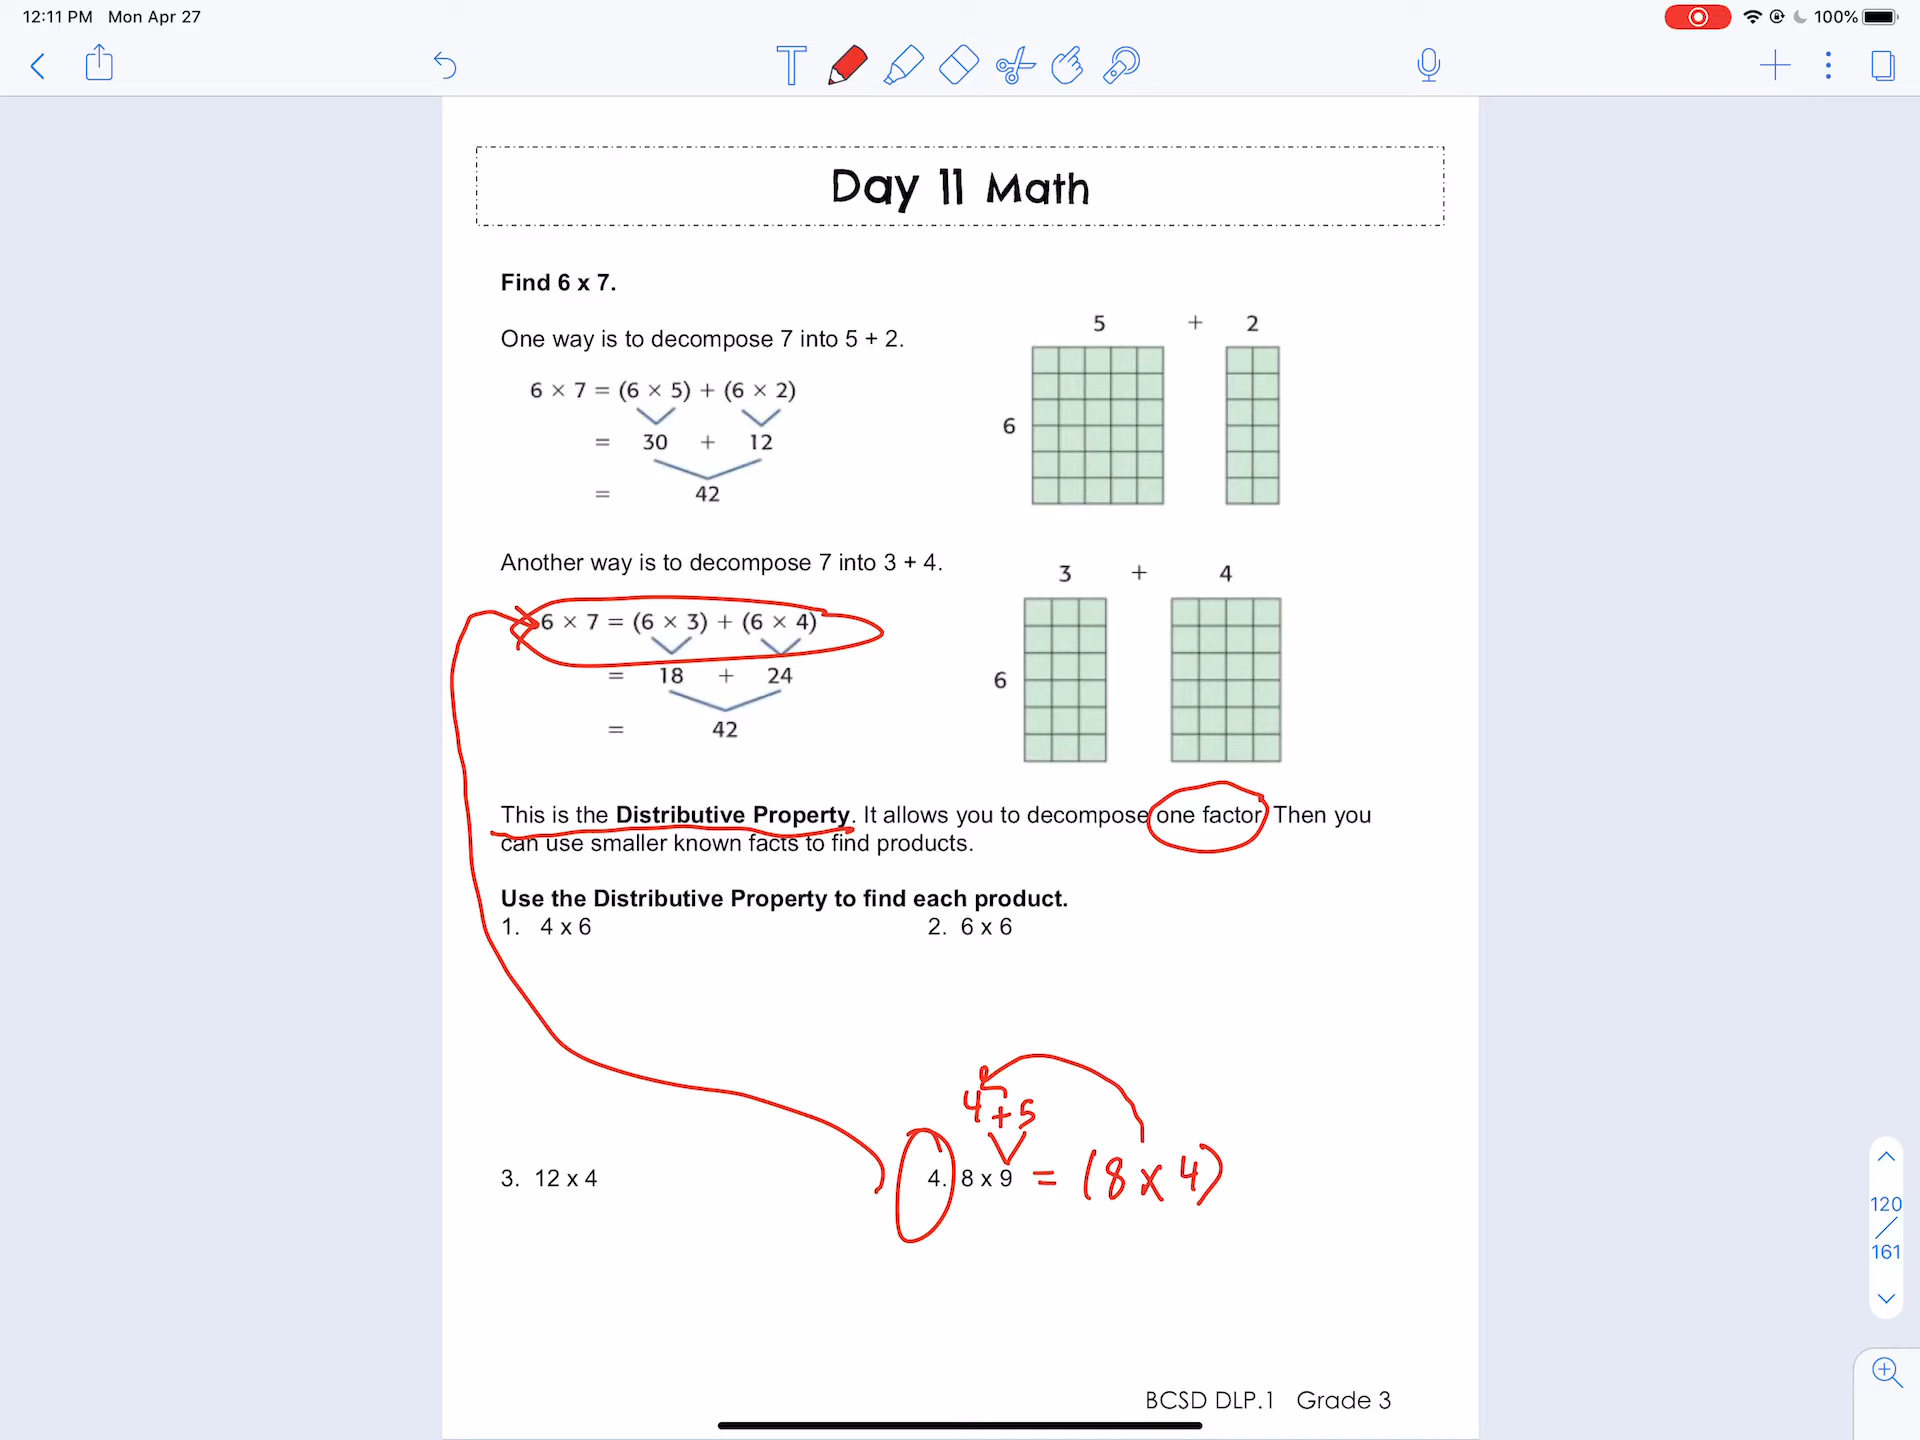 12:11 PM Mon Apr 27
100%
Day 11 Math
Find 6 x 7.
One way is to decompose 7 into 5 + 2.
6 × 7 = (6 × 5) + (6 × 2)
= 30 + 12
= 42
5 + 2
6
Another way is to decompose 7 into 3 + 4.
6 × 7 = (6 × 3) + (6 × 4)
= 18 + 24
= 42
3 + 4
6
This is the Distributive Property. It allows you to decompose one factor. Then you
can use smaller known facts to find products.
Use the Distributive Property to find each product.
1. 4 x 6
2. 6 x 6
3. 12 x 4
4 + 5
4. 8 x 9 = (8 x 4)
120
/
161
BCSD DLP.1 Grade 3